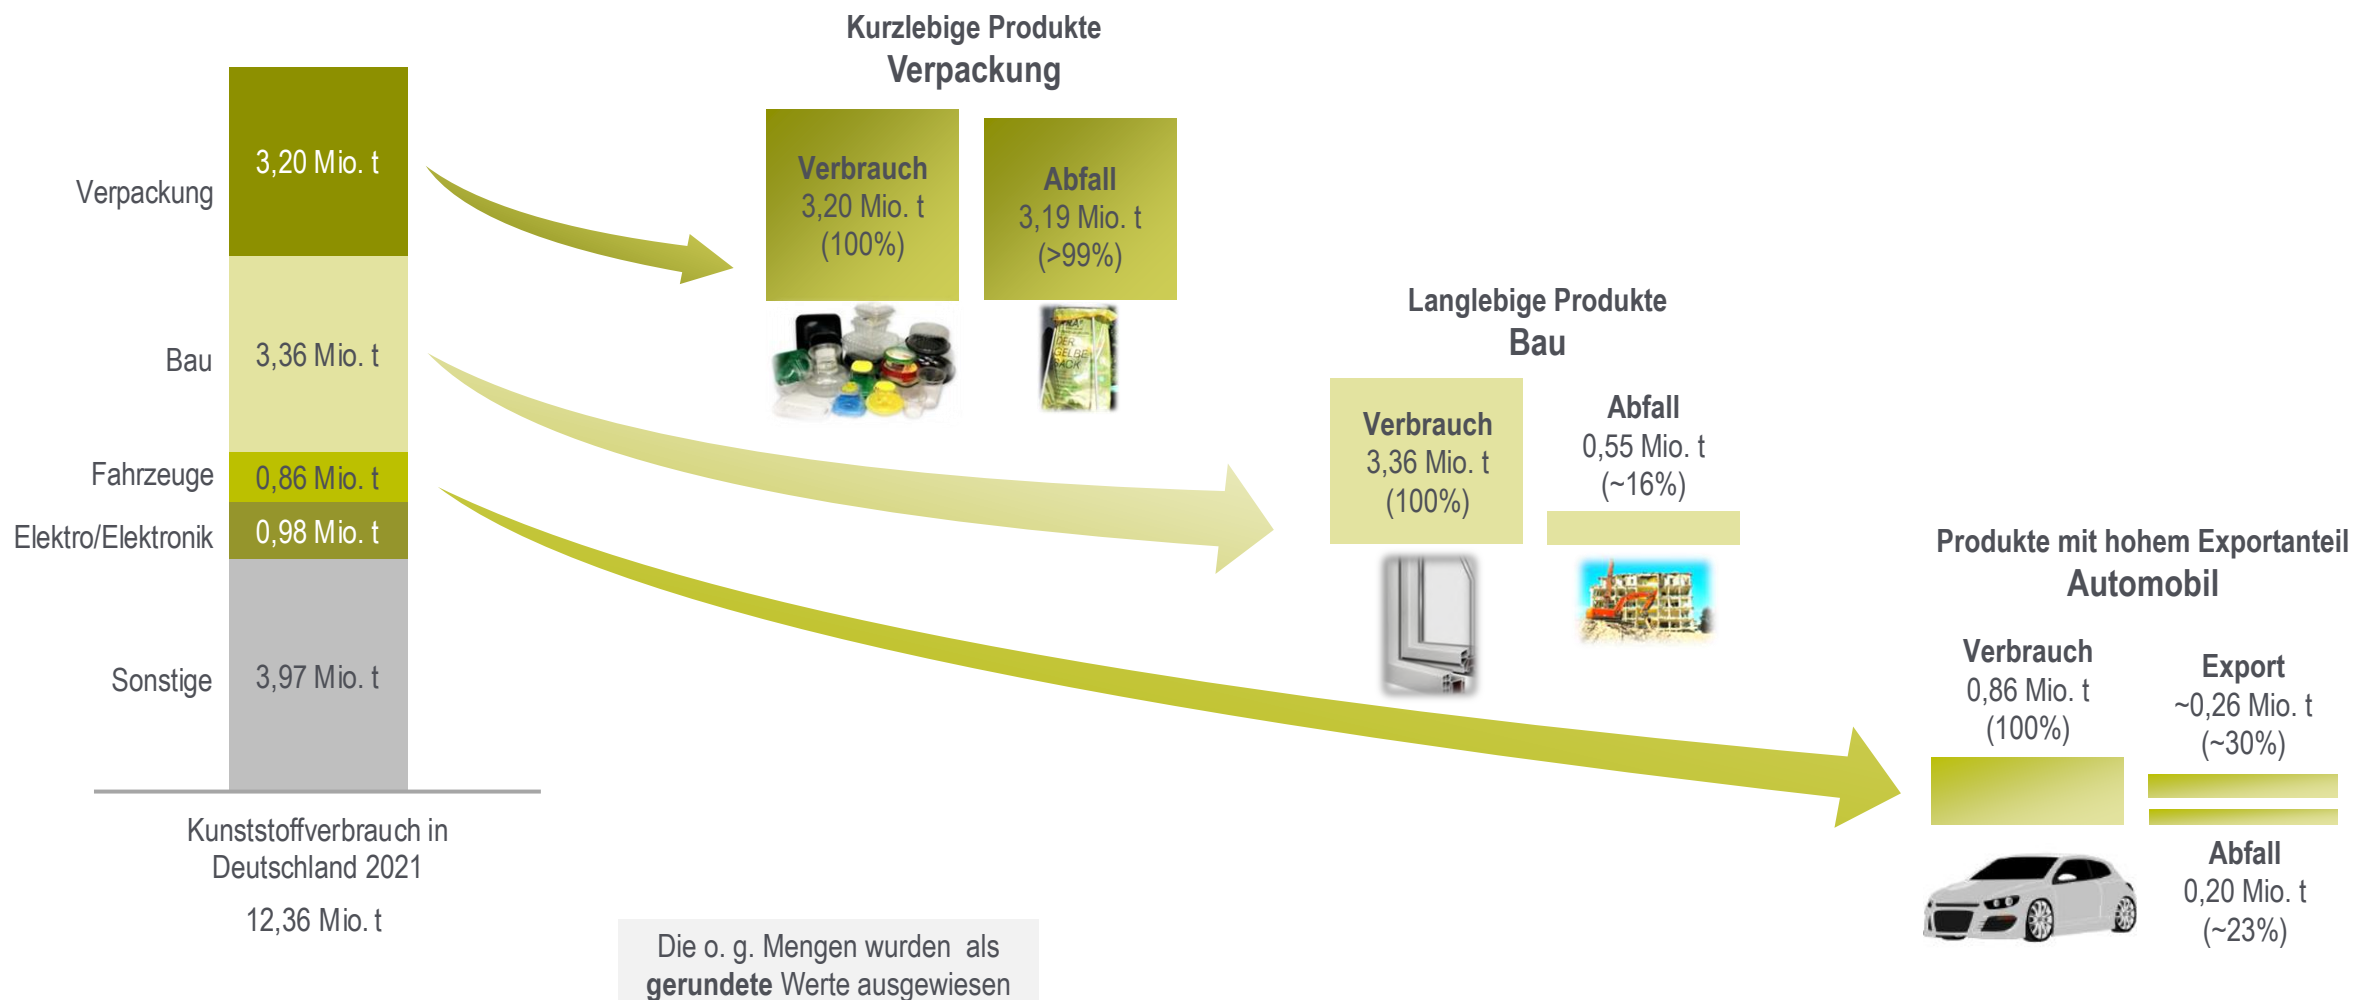 Kurzlebige Produkte
Verpackung
Verpackung
3,20 Mio. t
Bau
3,36 Mio. t
Fahrzeuge
0,86 Mio. t
Elektro/Elektronik
0,98 Mio. t
Sonstige
3,97 Mio. t
Kunststoffverbrauch in
Deutschland 2021
12,36 Mio. t
Verbrauch
3,20 Mio. t
(100%)
Abfall
3,19 Mio. t
(>99%)
DER
GELBE
SACK
Langlebige Produkte
Bau
Verbrauch
3,36 Mio. t
(100%)
Abfall
0,55 Mio. t
(~16%)
Produkte mit hohem Exportanteil
Automobil
Verbrauch
0,86 Mio. t
(100%)
Export
~0,26 Mio. t
(~30%)
Abfall
0,20 Mio. t
(~23%)
Die o. g. Mengen wurden als
gerundete Werte ausgewiesen